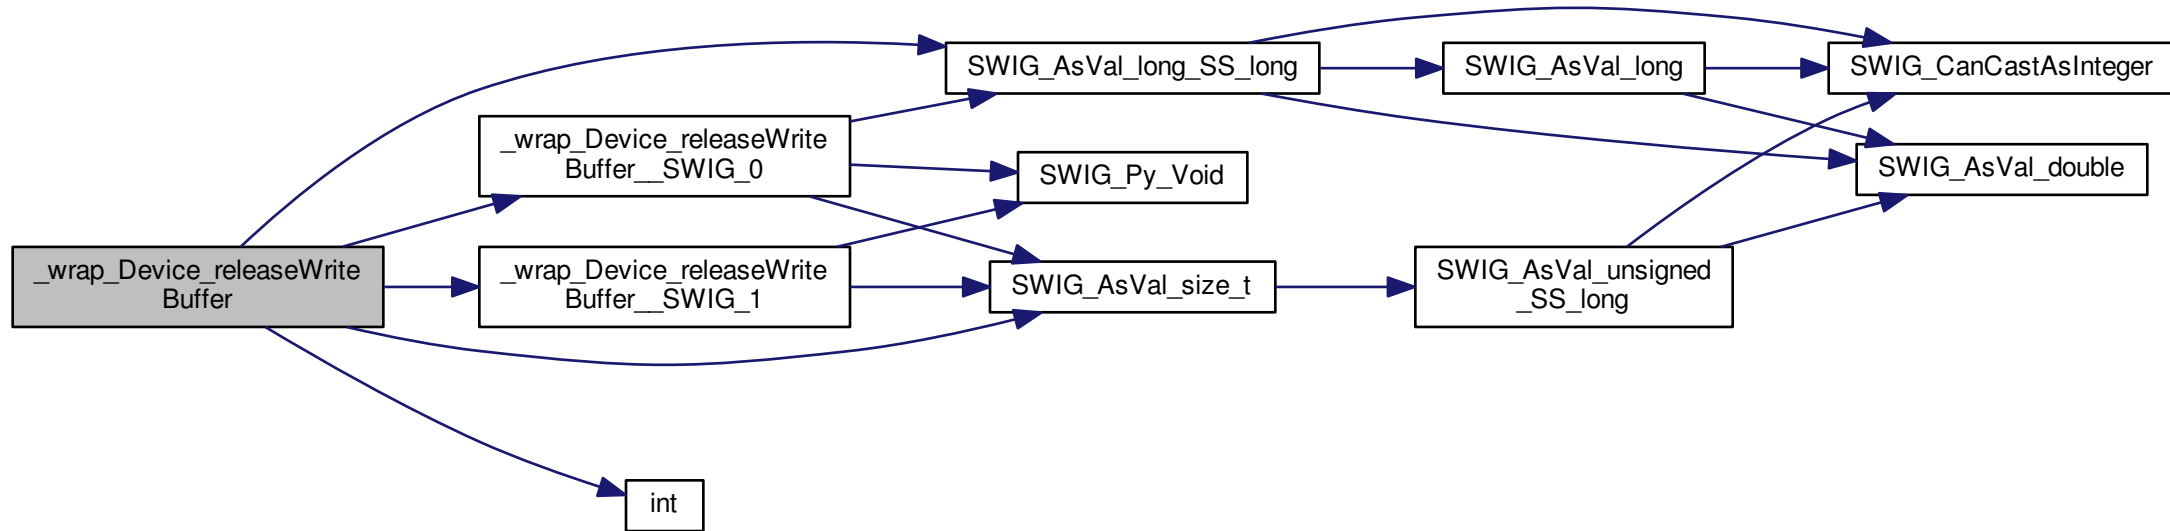 _wrap_Device_releaseWrite
Buffer
_wrap_Device_releaseWrite
Buffer__SWIG_0
_wrap_Device_releaseWrite
Buffer__SWIG_1
int
SWIG_AsVal_long_SS_long
SWIG_Py_Void
SWIG_AsVal_size_t
SWIG_AsVal_long
SWIG_AsVal_unsigned
_SS_long
SWIG_CanCastAsInteger
SWIG_AsVal_double